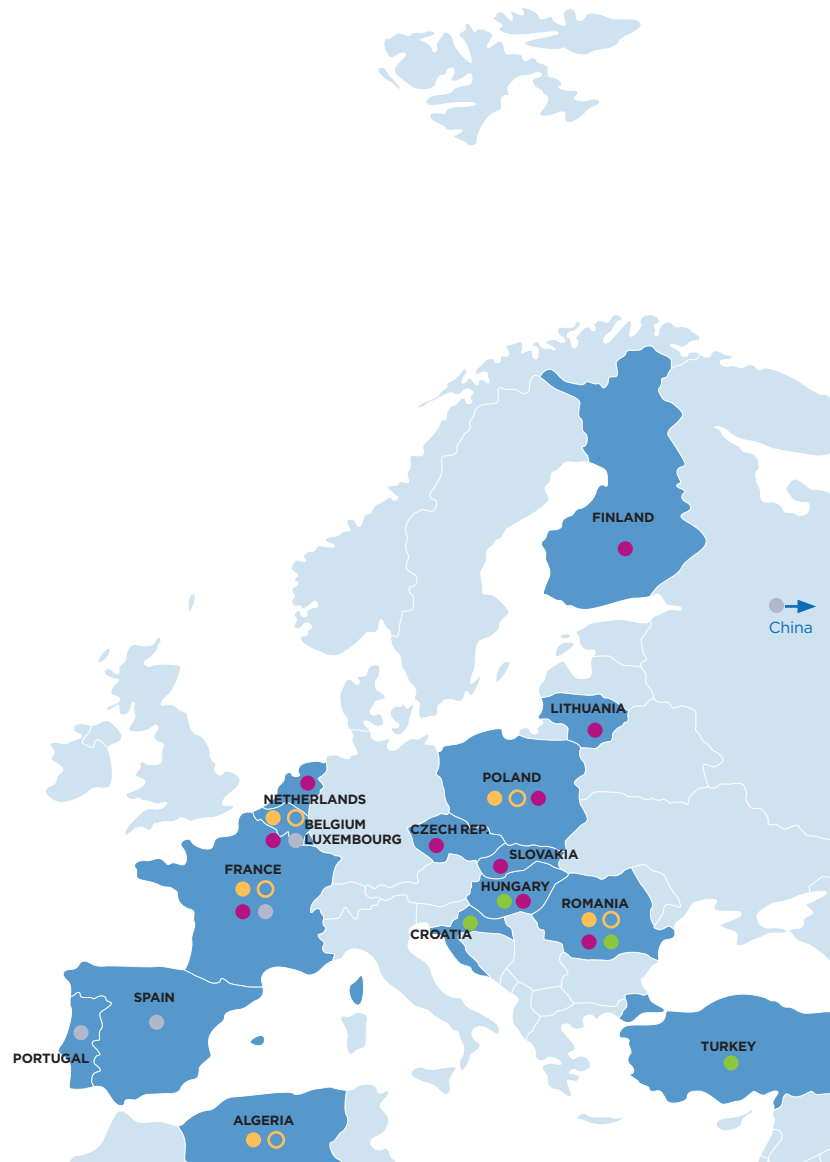 FINLAND
China
LITHUANIA
POLAND
NETHERLANDS
BELGIUM
CZECH REP.
LUXEMBOURG
SLOVAKIA
FRANCE
HUNGARY
ROMANIA
CROATIA
SPAIN
TURKEY
PORTUGAL
ALGERIA